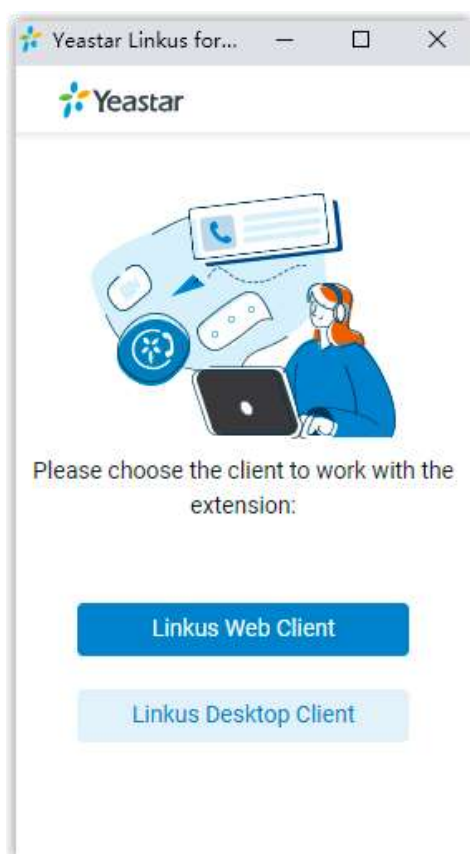 Yeastar Linkus for...
Yeastar
Please choose the client to work with the
extension:
Linkus Web Client
Linkus Desktop Client